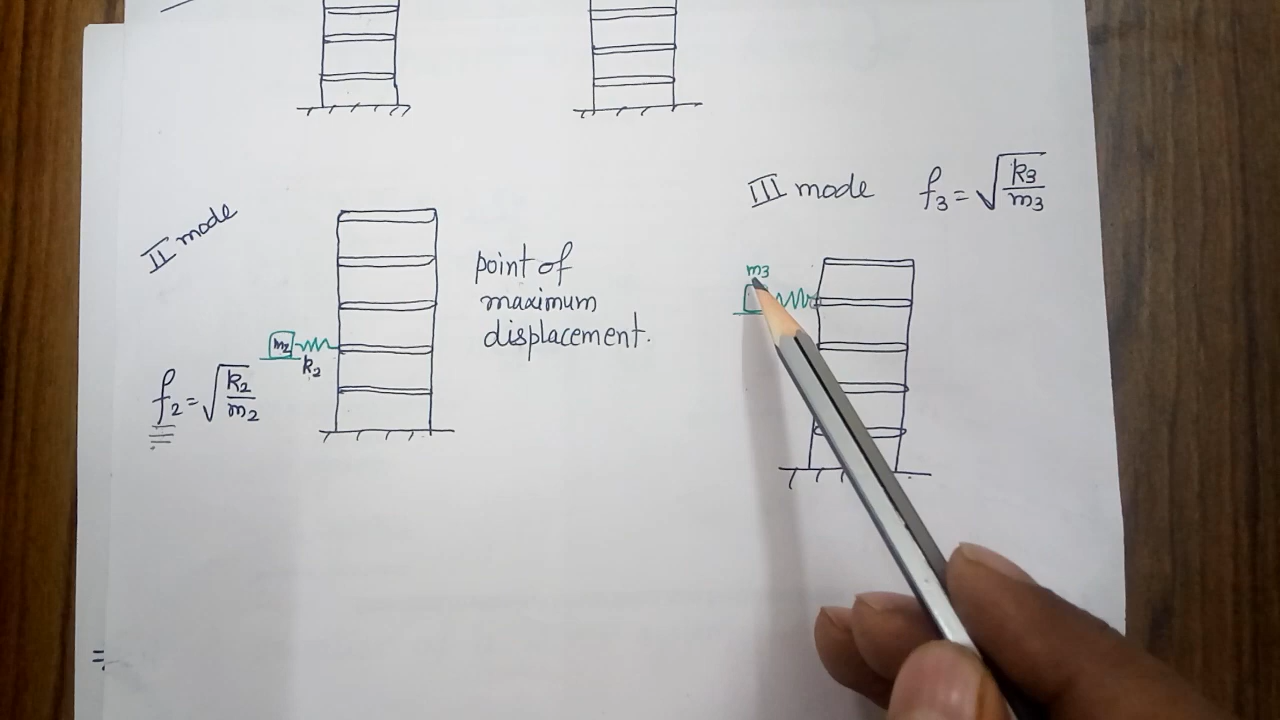 II mode
point of
maximum
displacement.
m2
k2
f2 = √k2/m2
III mode f3 = √k3/m3
m3